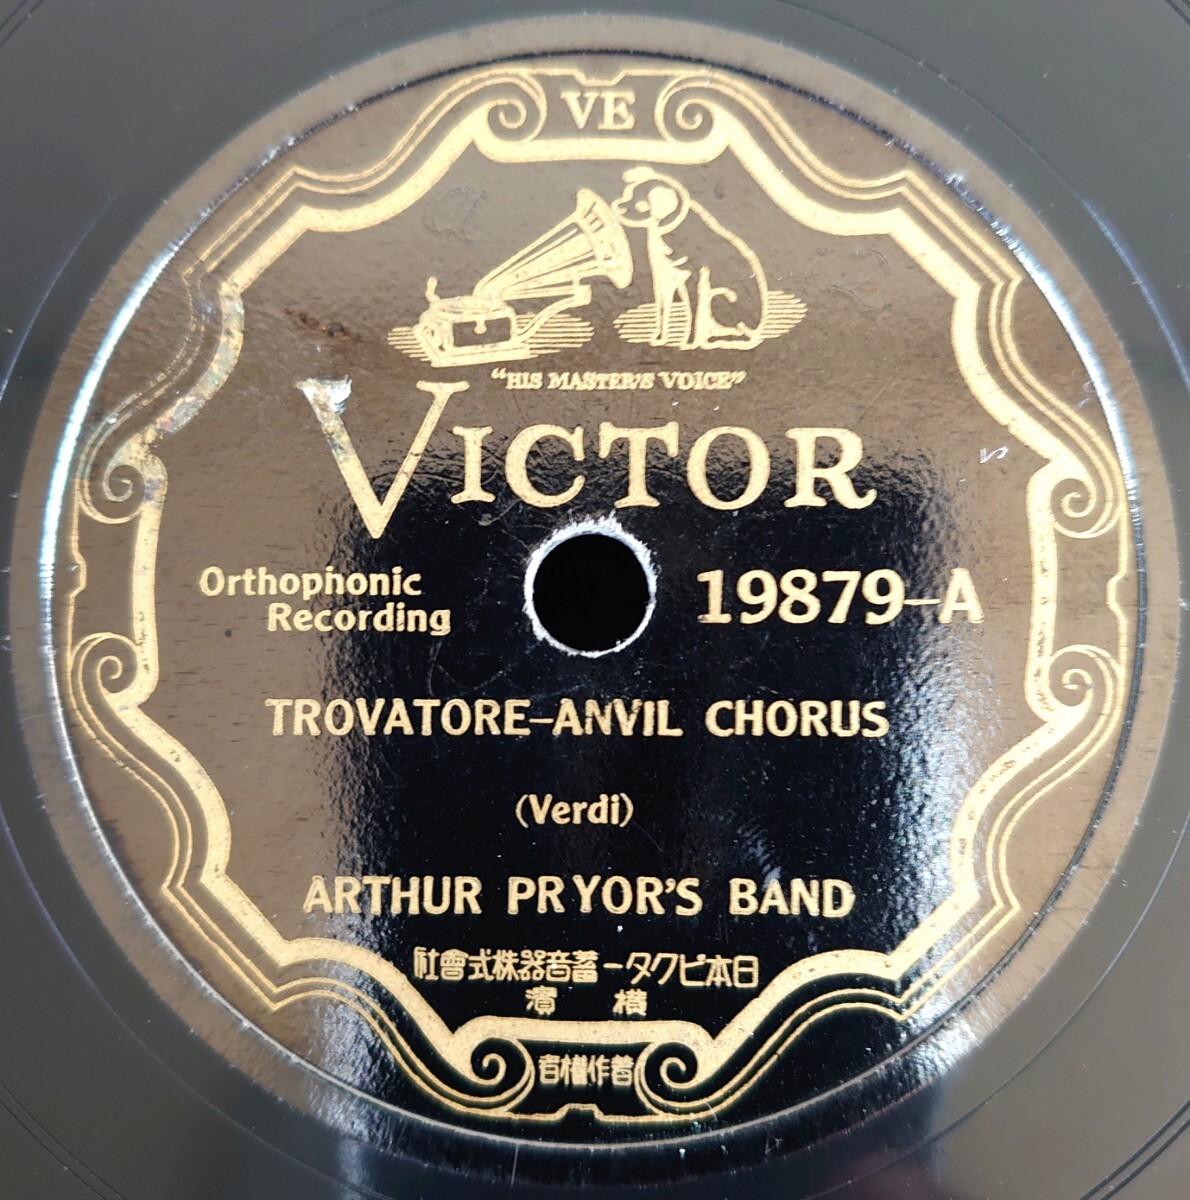 VE
"HIS MASTER'S VOICE"
VICTOR
Orthophonic
Recording
19879-A
TROVATORE-ANVIL CHORUS
(Verdi)
ARTHUR PRYOR'S BAND
社會式株器音蓄ータクビ本日
濱 横
者權作著